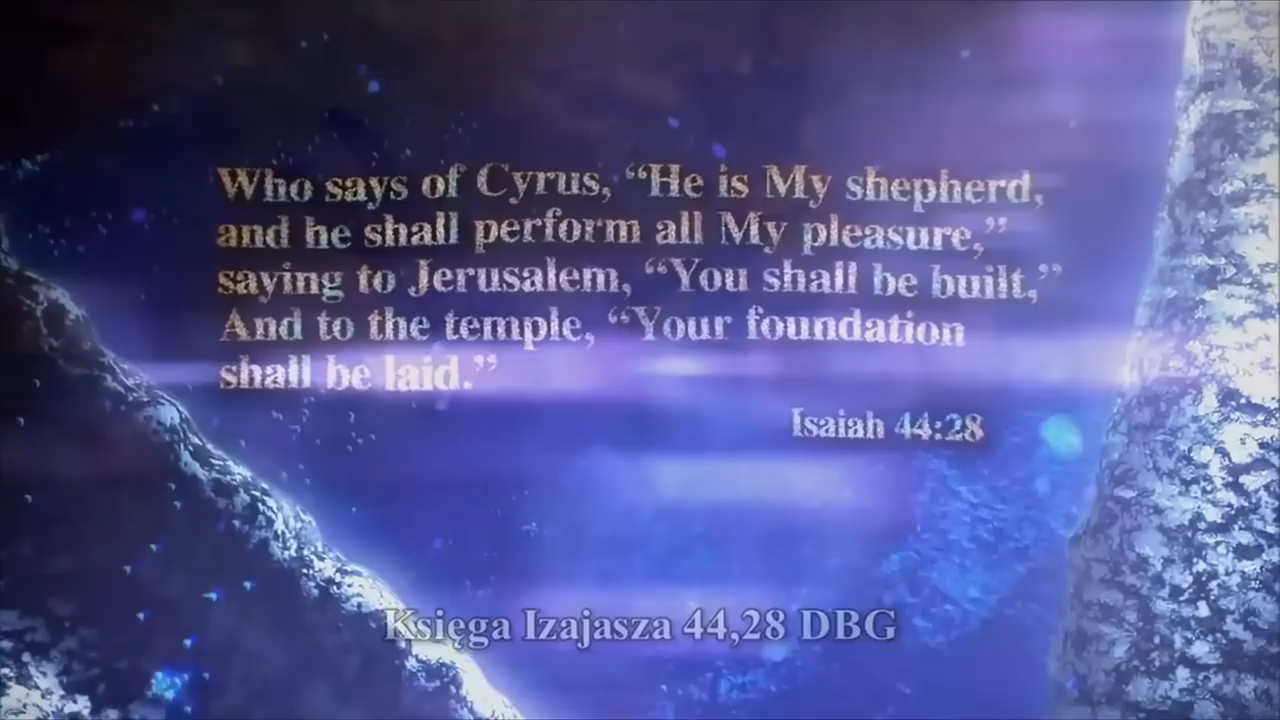 Who says of Cyrus, “He is My shepherd,
and he shall perform all My pleasure,”
saying to Jerusalem, “You shall be built,”
And to the temple, “Your foundation
shall be laid.”
Isaiah 44:28
Księga Izajasza 44,28 DBG